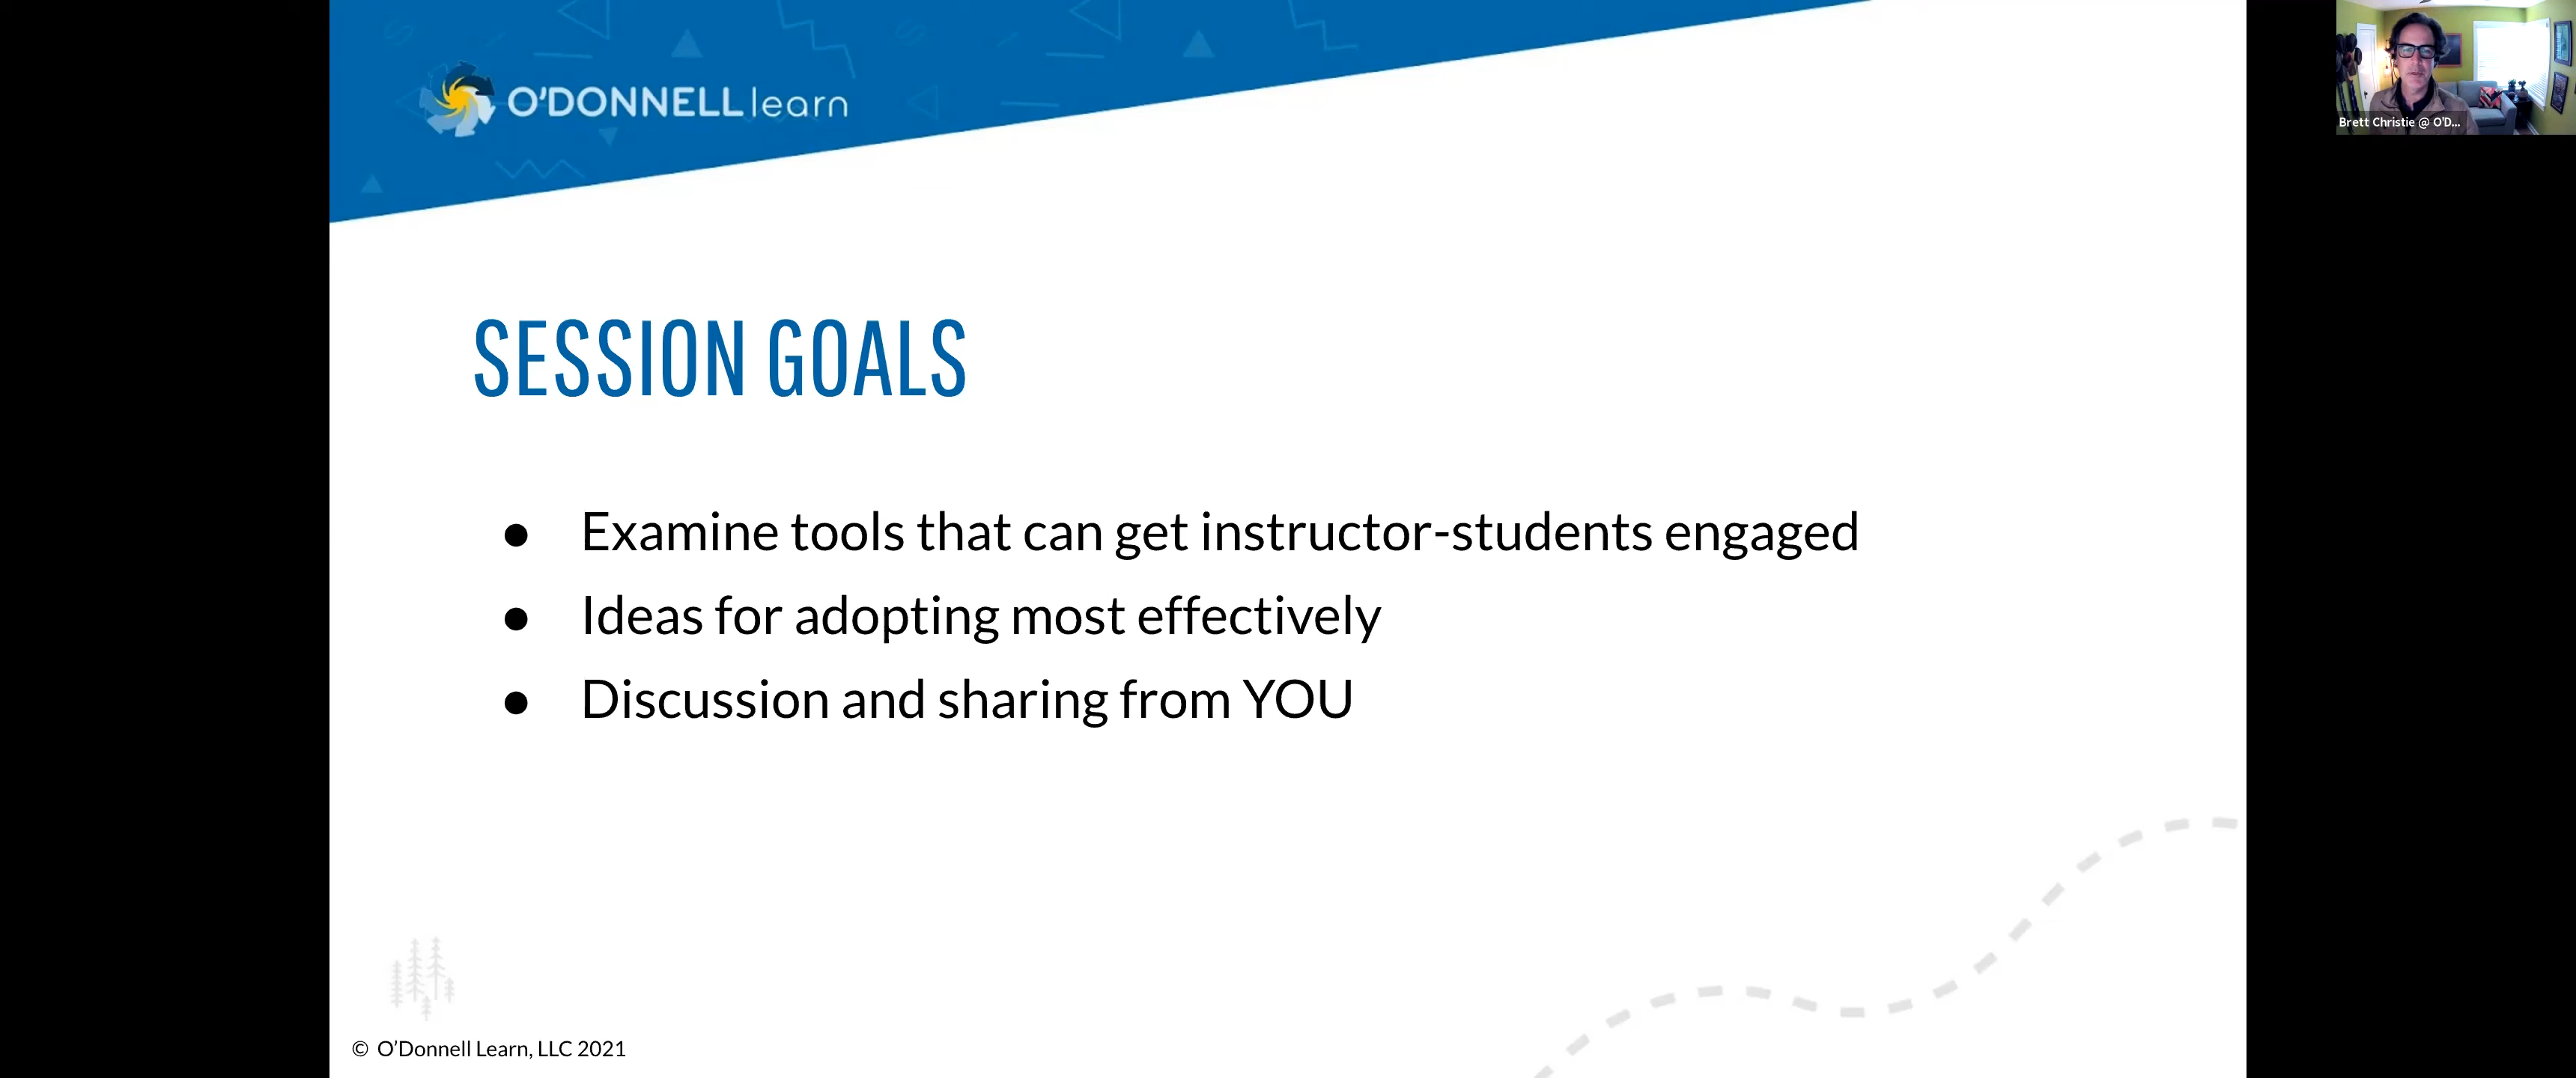 O'DONNELL learn
Brett Christie @ O'D...
SESSION GOALS
● Examine tools that can get instructor-students engaged
● Ideas for adopting most effectively
● Discussion and sharing from YOU
© O'Donnell Learn, LLC 2021